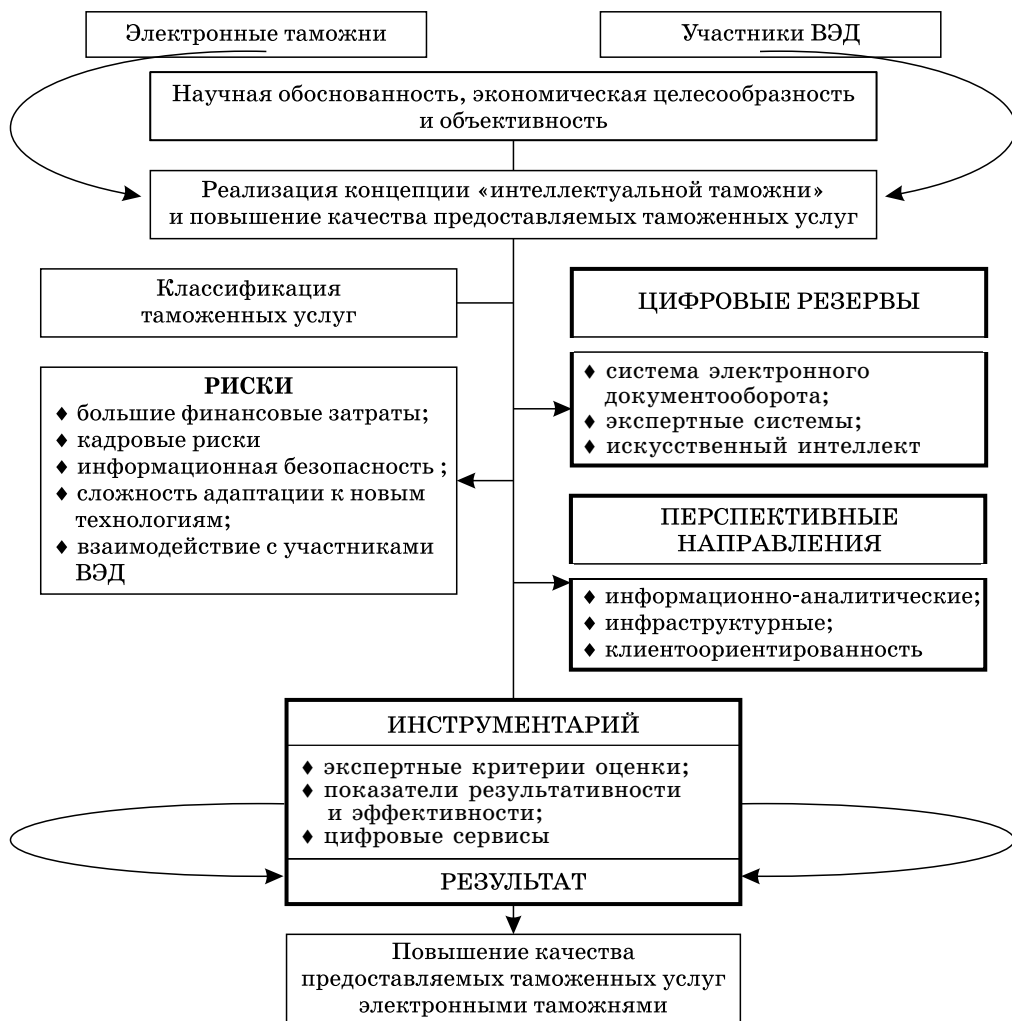 Электронные таможни
Участники ВЭД
Научная обоснованность, экономическая целесообразность
и объективность
Реализация концепции «интеллектуальной таможни»
и повышение качества предоставляемых таможенных услуг
Классификация
таможенных услуг
ЦИФРОВЫЕ РЕЗЕРВЫ
♦ система электронного
документооборота;
♦ экспертные системы;
♦ искусственный интеллект
РИСКИ
♦ большие финансовые затраты;
♦ кадровые риски
♦ информационная безопасность ;
♦ сложность адаптации к новым
технологиям;
♦ взаимодействие с участниками
ВЭД
ПЕРСПЕКТИВНЫЕ
НАПРАВЛЕНИЯ
♦ информационно-аналитические;
♦ инфраструктурные;
♦ клиентоориентированность
ИНСТРУМЕНТАРИЙ
♦ экспертные критерии оценки;
♦ показатели результативности
и эффективности;
♦ цифровые сервисы
РЕЗУЛЬТАТ
Повышение качества
предоставляемых таможенных услуг
электронными таможнями